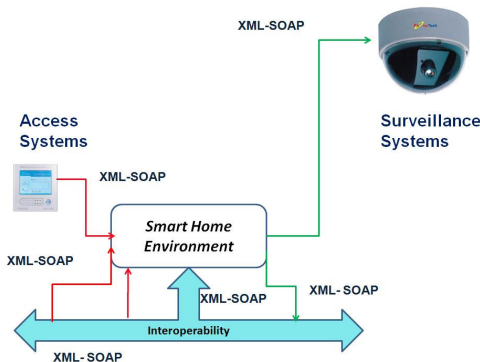 XML-SOAP
Access
Systems
Surveillance
Systems
XML-SOAP
Smart Home
Environment
XML-SOAP
XML-SOAP
XML- SOAP
Interoperability
XML- SOAP